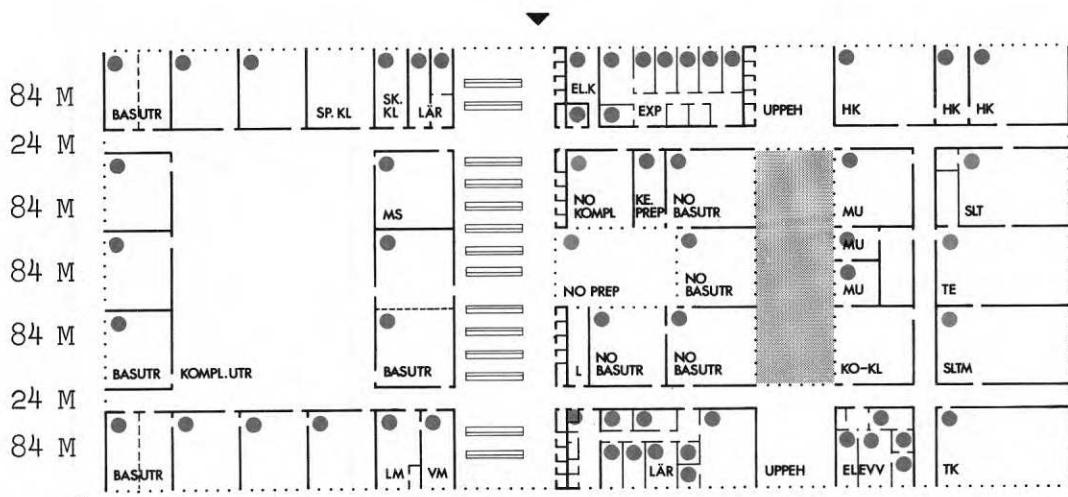 84 M
BASUTR
SP. KL
SK.
KL
LÄR
EL.K
EXP
UPPEH
HK
HK
HK
24 M
84 M
MS
NO
KOMPL
KE.
PREP
NO
BASUTR
MU
SLT
84 M
NO PREP
NO
BASUTR
MU
MU
TE
84 M
BASUTR
KOMPL.UTR
BASUTR
L
NO
BASUTR
NO
BASUTR
KO-KL
SLTM
24 M
84 M
BASUTR
LM
VM
LÄR
UPPEH
ELEVV
TK